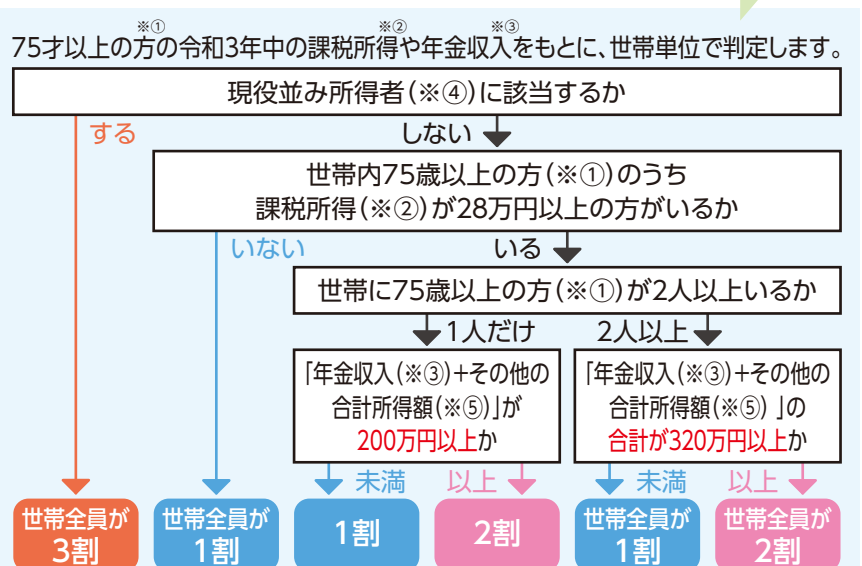 ※① ※② ※③
75才以上の方の令和3年中の課税所得や年金収入をもとに、世帯単位で判定します。
現役並み所得者(※④)に該当するか
する
しない
世帯内75歳以上の方(※①)のうち
課税所得(※②)が28万円以上の方がいるか
いない
いる
世帯に75歳以上の方(※①)が2人以上いるか
1人だけ
2人以上
「年金収入(※③)+その他の
合計所得額(※⑤)」が
200万円以上か
「年金収入(※③)+その他の
合計所得額(※⑤) 」の
合計が320万円以上か
未満
以上
未満
以上
世帯全員が
3割
世帯全員が
1割
1割
2割
世帯全員が
1割
世帯全員が
2割